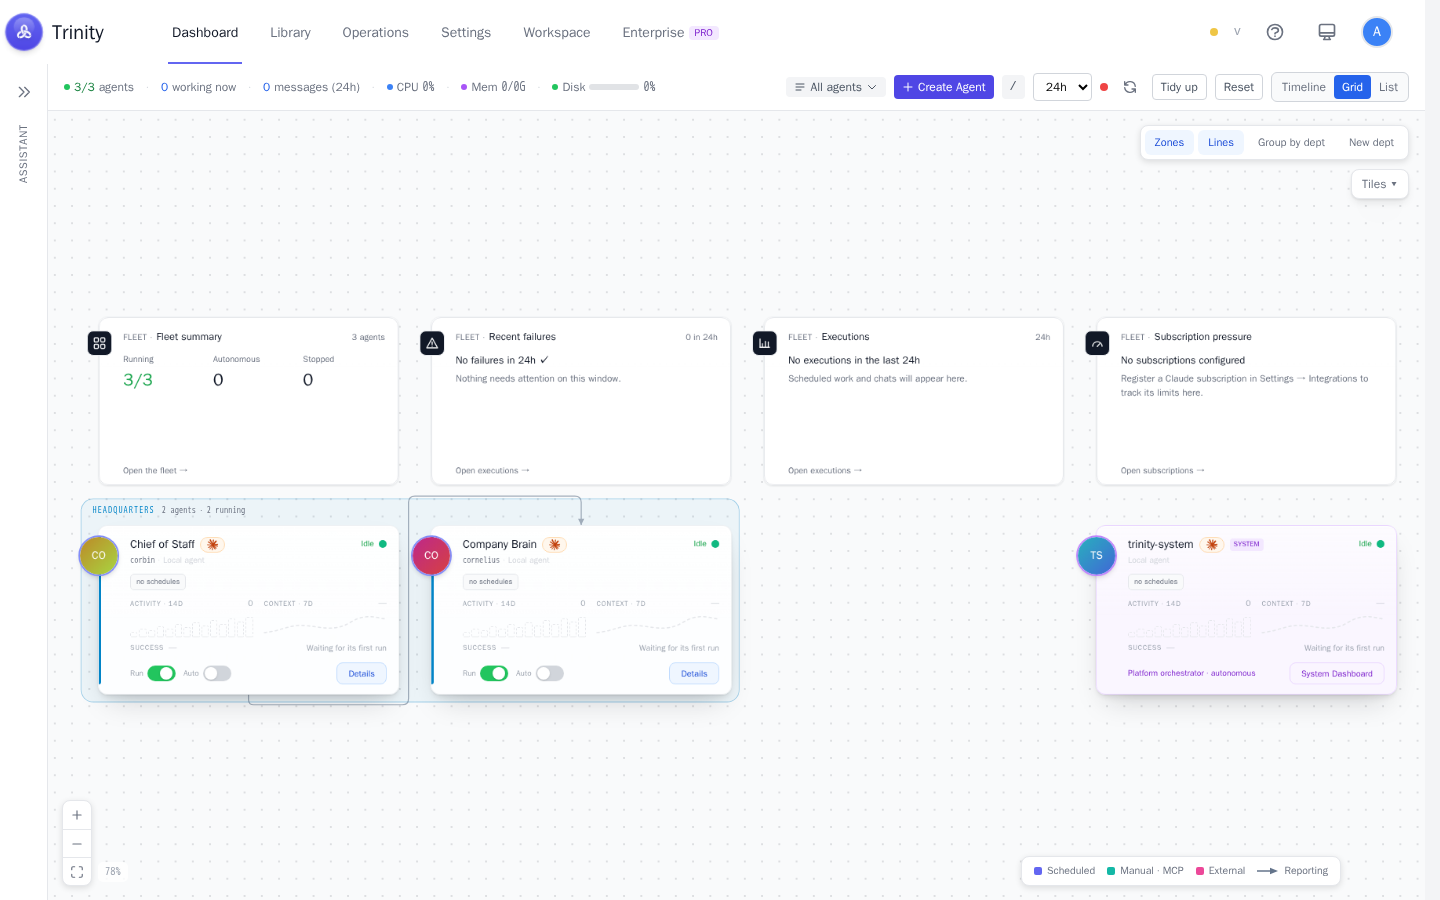 Trinity
Dashboard
Library
Operations
Settings
Workspace
Enterprise PRO
V
A
3/3 agents · 0 working now · 0 messages (24h) · CPU 0% · Mem 0/0G · Disk 0%
All agents
+ Create Agent
/
24h
Tidy up
Reset
Timeline
Grid
List
ASSISTANT
Zones
Lines
Group by dept
New dept
Tiles ▾
FLEET · Fleet summary
3 agents
Running
Autonomous
Stopped
3/3
0
0
Open the fleet →
FLEET · Recent failures
0 in 24h
No failures in 24h ✓
Nothing needs attention on this window.
Open executions →
FLEET · Executions
24h
No executions in the last 24h
Scheduled work and chats will appear here.
Open executions →
FLEET · Subscription pressure
No subscriptions configured
Register a Claude subscription in Settings → Integrations to
track its limits here.
Open subscriptions →
HEADQUARTERS 2 agents · 2 running
CO
Chief of Staff
Idle
corbin · Local agent
no schedules
ACTIVITY · 14D
0
CONTEXT · 7D
—
SUCCESS —
Waiting for its first run
Run
Auto
Details
CO
Company Brain
Idle
cornelius · Local agent
no schedules
ACTIVITY · 14D
0
CONTEXT · 7D
—
SUCCESS —
Waiting for its first run
Run
Auto
Details
TS
trinity-system
SYSTEM
Idle
Local agent
no schedules
ACTIVITY · 14D
0
CONTEXT · 7D
—
SUCCESS —
Waiting for its first run
Platform orchestrator · autonomous
System Dashboard
+
−
78%
Scheduled
Manual · MCP
External
Reporting